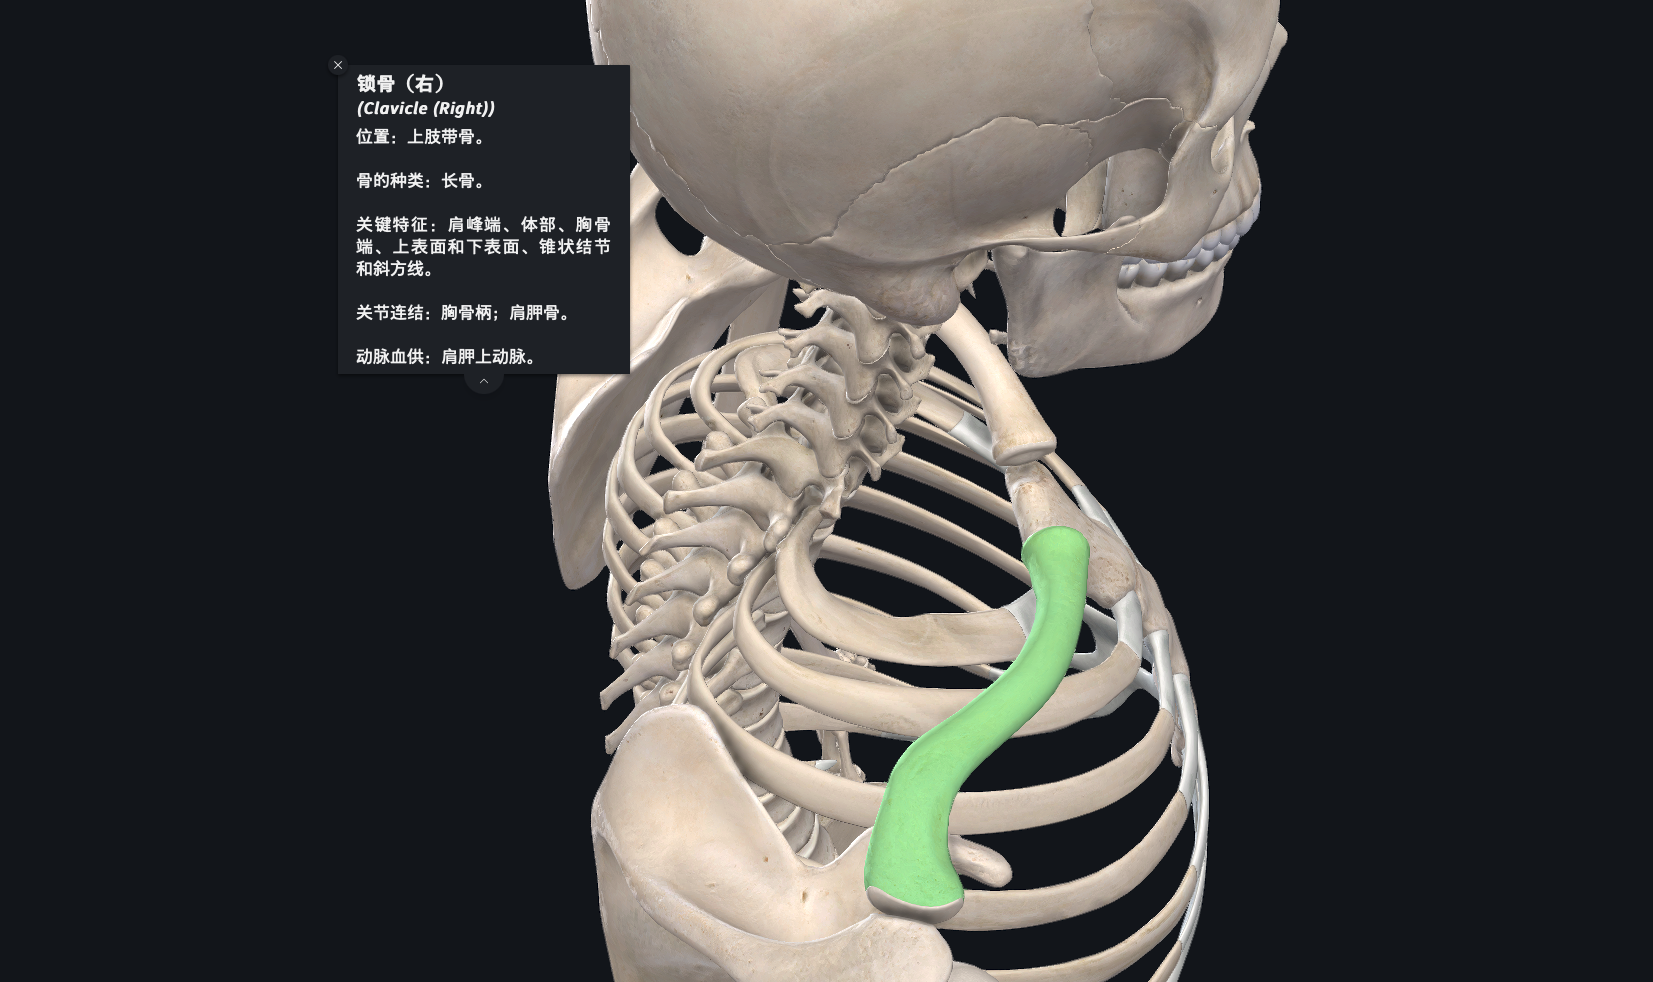 锁骨（右）
(Clavicle (Right))
位置：上肢带骨。
骨的种类：长骨。
关键特征：肩峰端、体部、胸骨
端、上表面和下表面、锥状结节
和斜方线。
关节连结：胸骨柄；肩胛骨。
动脉血供：肩胛上动脉。